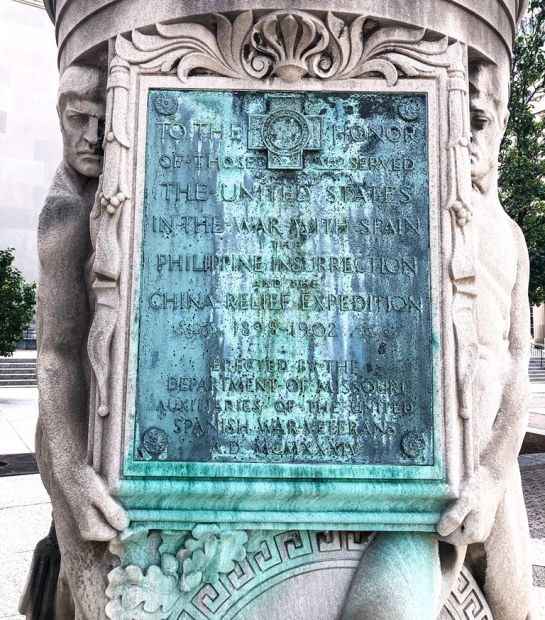 TO THE HONOR
OF THOSE WHO SERVED
THE UNITED STATES
IN THE WAR WITH SPAIN
THE
PHILIPPINE INSURRECTION
AND THE
CHINA RELIEF EXPEDITION
1898-1902
ERECTED BY THE
DEPARTMENT OF MISSOURI
AUXILIARIES OF THE UNITED
SPANISH WAR VETERANS
A.D. MCMXXXIV